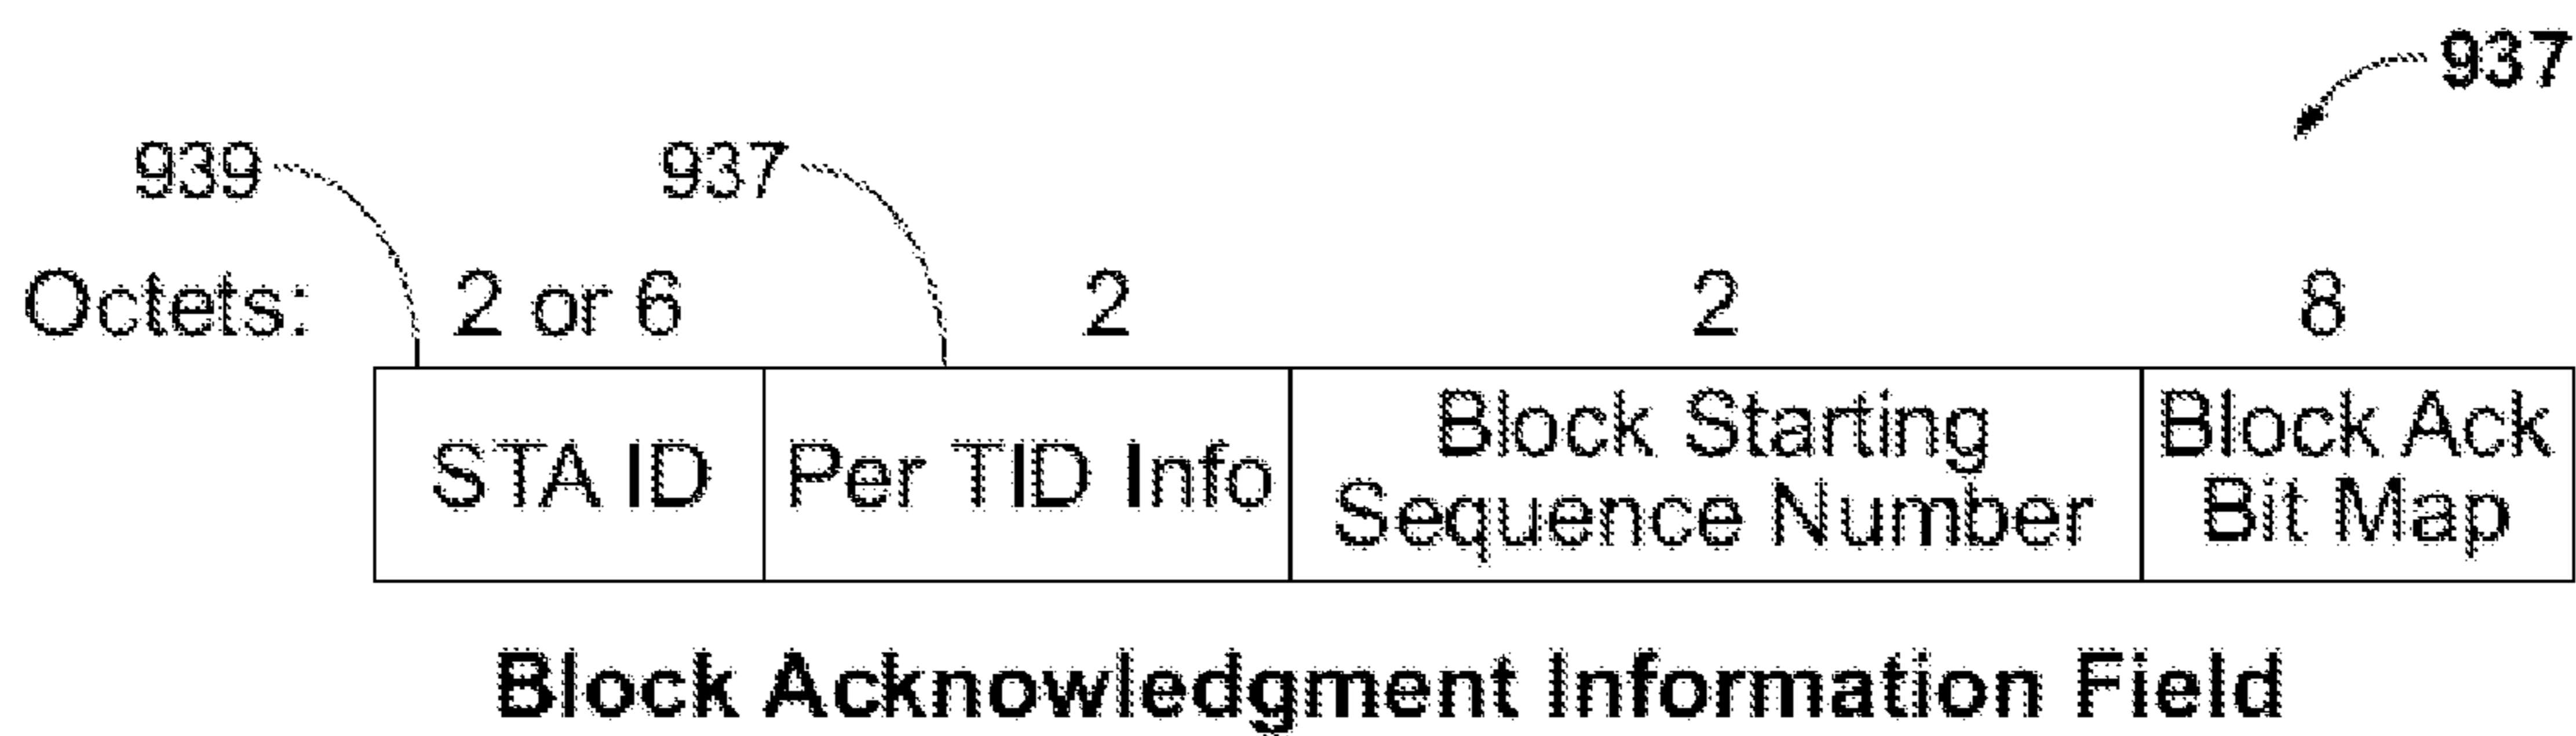 937
939 937
Octets: 2 or 6 2 2 8
STA ID Per TID Info Block Starting Sequence Number Block Ack Bit Map
Block Acknowledgment Information Field